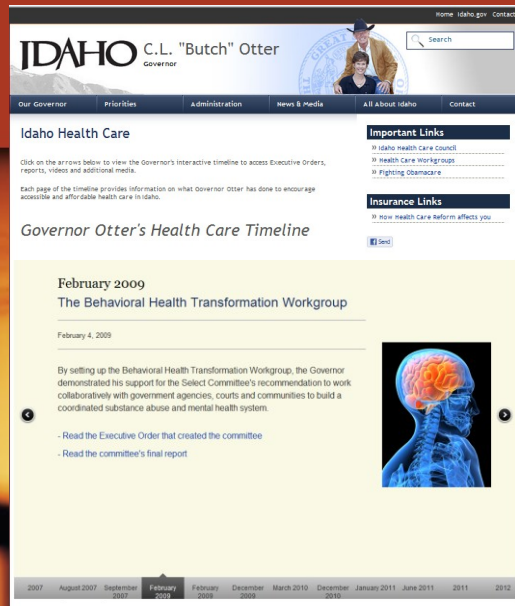 Home Idaho.gov Contact
IDAHO C.L. "Butch" Otter
Governor
Search
Our Governor Priorities Administration News & Media All About Idaho Contact
Idaho Health Care
Click on the arrows below to view the Governor's interactive timeline to access Executive Orders,
reports, videos and additional media.
Each page of the timeline provides information on what Governor Otter has done to encourage
accessible and affordable health care in Idaho.
Governor Otter's Health Care Timeline
Important Links
» Idaho Health Care Council
» Health Care Workgroups
» Fighting Obamacare
Insurance Links
» How Health Care Reform affects you
Send
February 2009
The Behavioral Health Transformation Workgroup
February 4, 2009
By setting up the Behavioral Health Transformation Workgroup, the Governor
demonstrated his support for the Select Committee's recommendation to work
collaboratively with government agencies, courts and communities to build a
coordinated substance abuse and mental health system.
- Read the Executive Order that created the committee
- Read the committee's final report
2007 August 2007 September 2007 February 2009 February 2009 December 2009 March 2010 December 2010 January 2011 June 2011 2011 2012